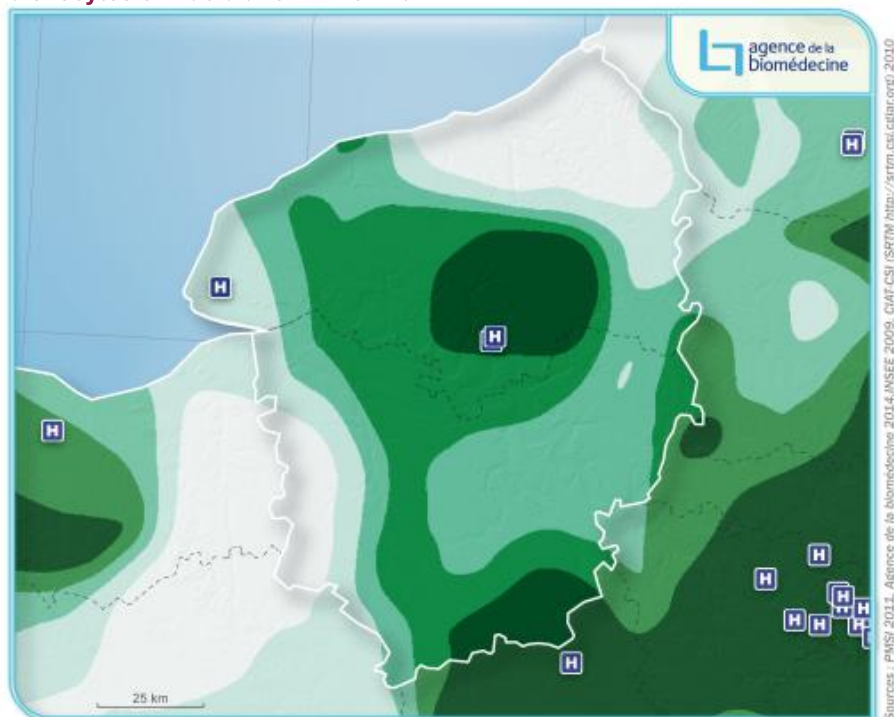 agence de la
biomédecine
H
H
H
H
H
H
H
H
H
H
H
H
H
25 km
Sources : PMSI 2011, Agence de la biomédecine 2014, INSEE 2009, CIAT-CSI (SRTM http://srtm.csi.cgiar.org) 2010